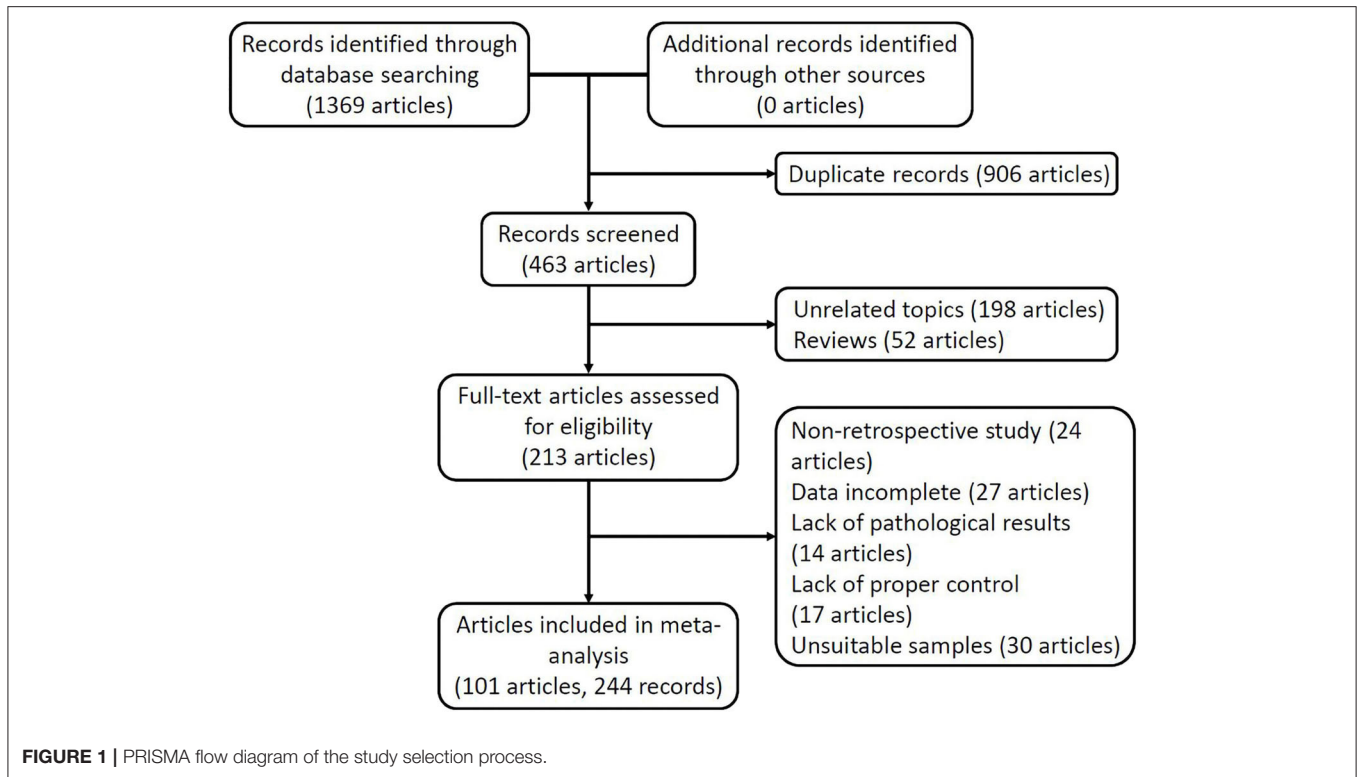 Records identified through
database searching
(1369 articles)
Additional records identified
through other sources
(0 articles)
Duplicate records (906 articles)
Records screened
(463 articles)
Unrelated topics (198 articles)
Reviews (52 articles)
Full-text articles assessed
for eligibility
(213 articles)
Non-retrospective study (24
articles)
Data incomplete (27 articles)
Lack of pathological results
(14 articles)
Lack of proper control
(17 articles)
Unsuitable samples (30 articles)
Articles included in meta-
analysis
(101 articles, 244 records)
FIGURE 1 | PRISMA flow diagram of the study selection process.